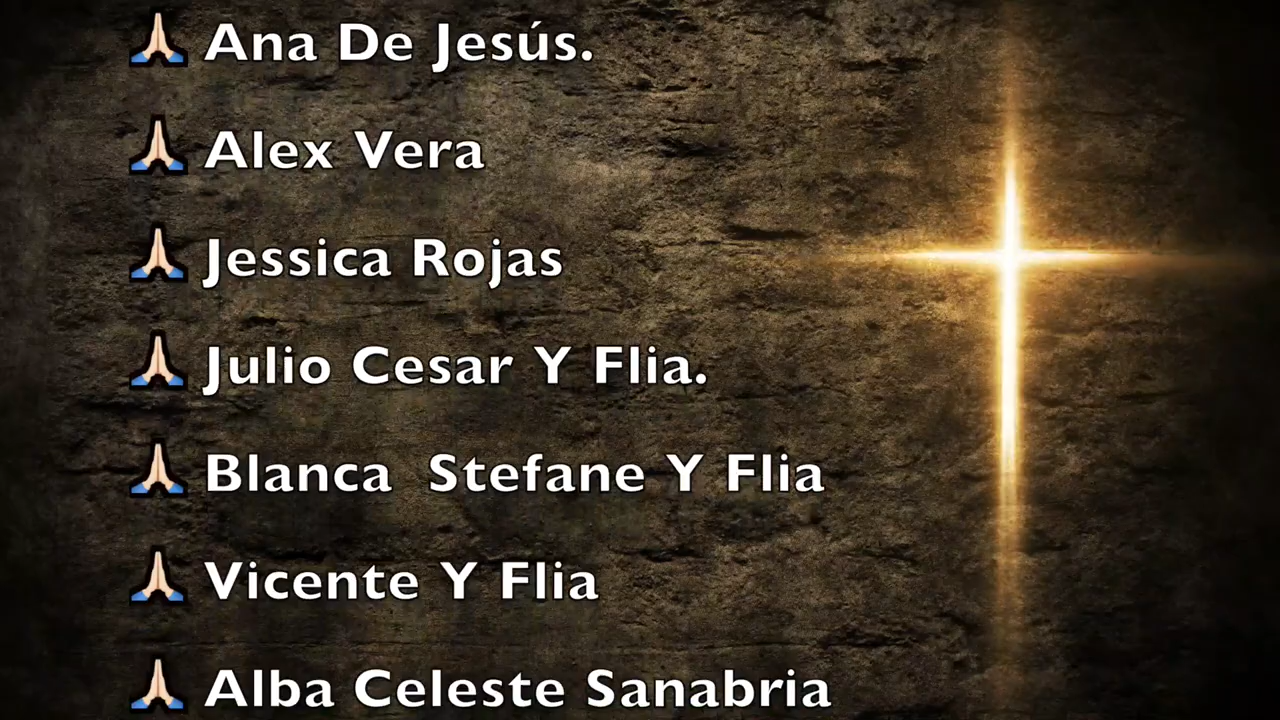 🙏🏻 Ana De Jesús.
🙏🏻 Alex Vera
🙏🏻 Jessica Rojas
🙏🏻 Julio Cesar Y Flia.
🙏🏻 Blanca  Stefane Y Flia
🙏🏻 Vicente Y Flia
🙏🏻 Alba Celeste Sanabria